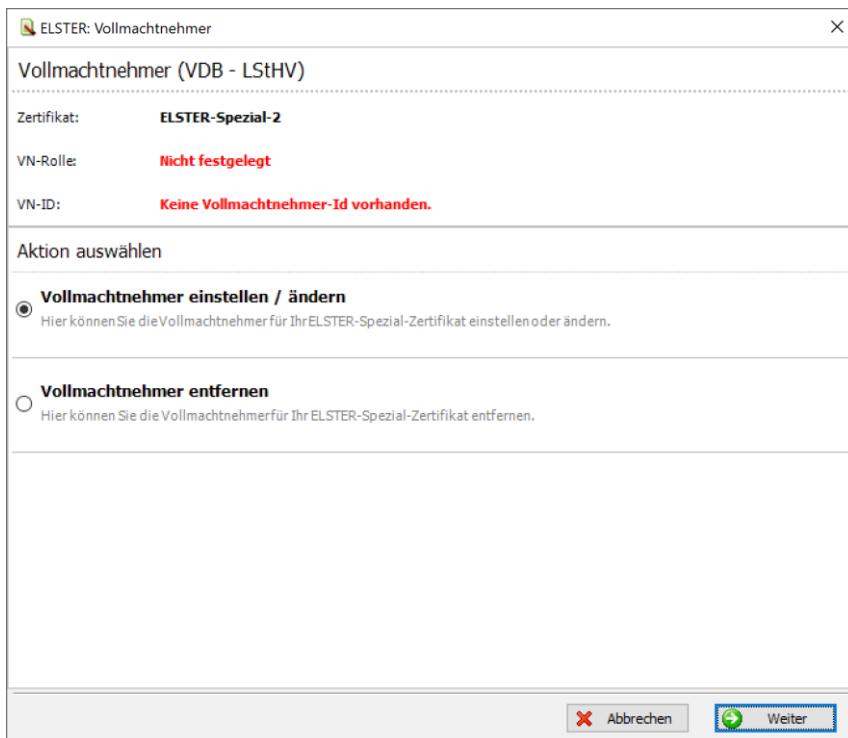 ELSTER: Vollmachtnehmer
Vollmachtnehmer (VDB - LStHV)
Zertifikat: ELSTER-Spezial-2
VN-Rolle: Nicht festgelegt
VN-ID: Keine Vollmachtnehmer-Id vorhanden.
Aktion auswählen
Vollmachtnehmer einstellen / ändern
Hier können Sie die Vollmachtnehmer für Ihr ELSTER-Spezial-Zertifikat einstellen oder ändern.
Vollmachtnehmer entfernen
Hier können Sie die Vollmachtnehmer für Ihr ELSTER-Spezial-Zertifikat entfernen.
Abbrechen Weiter